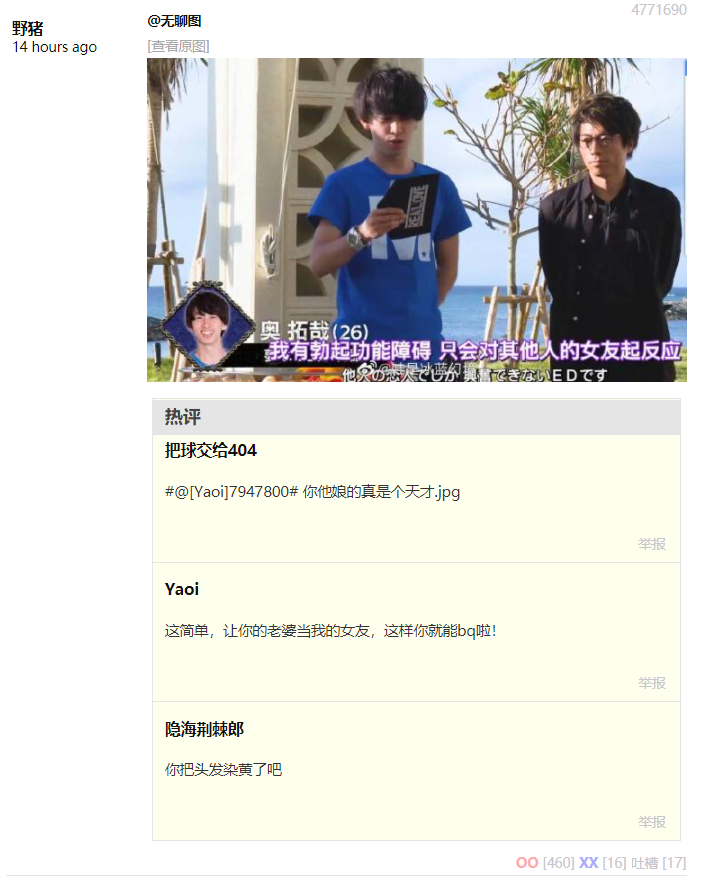 4771690
野猪
14 hours ago
@无聊图
[查看原图]
REAL LOVE
M
奥 拓哉(26)
我有勃起功能障碍 只会对其他人的女友起反应
他人の恋人でしか 興奮できないEDです
热评
把球交给404
#@[Yaoi]7947800# 你他娘的真是个天才.jpg
举报
Yaoi
这简单，让你的老婆当我的女友，这样你就能bq啦！
举报
隐海荆棘郎
你把头发染黄了吧
举报
OO [460] XX [16] 吐槽 [17]